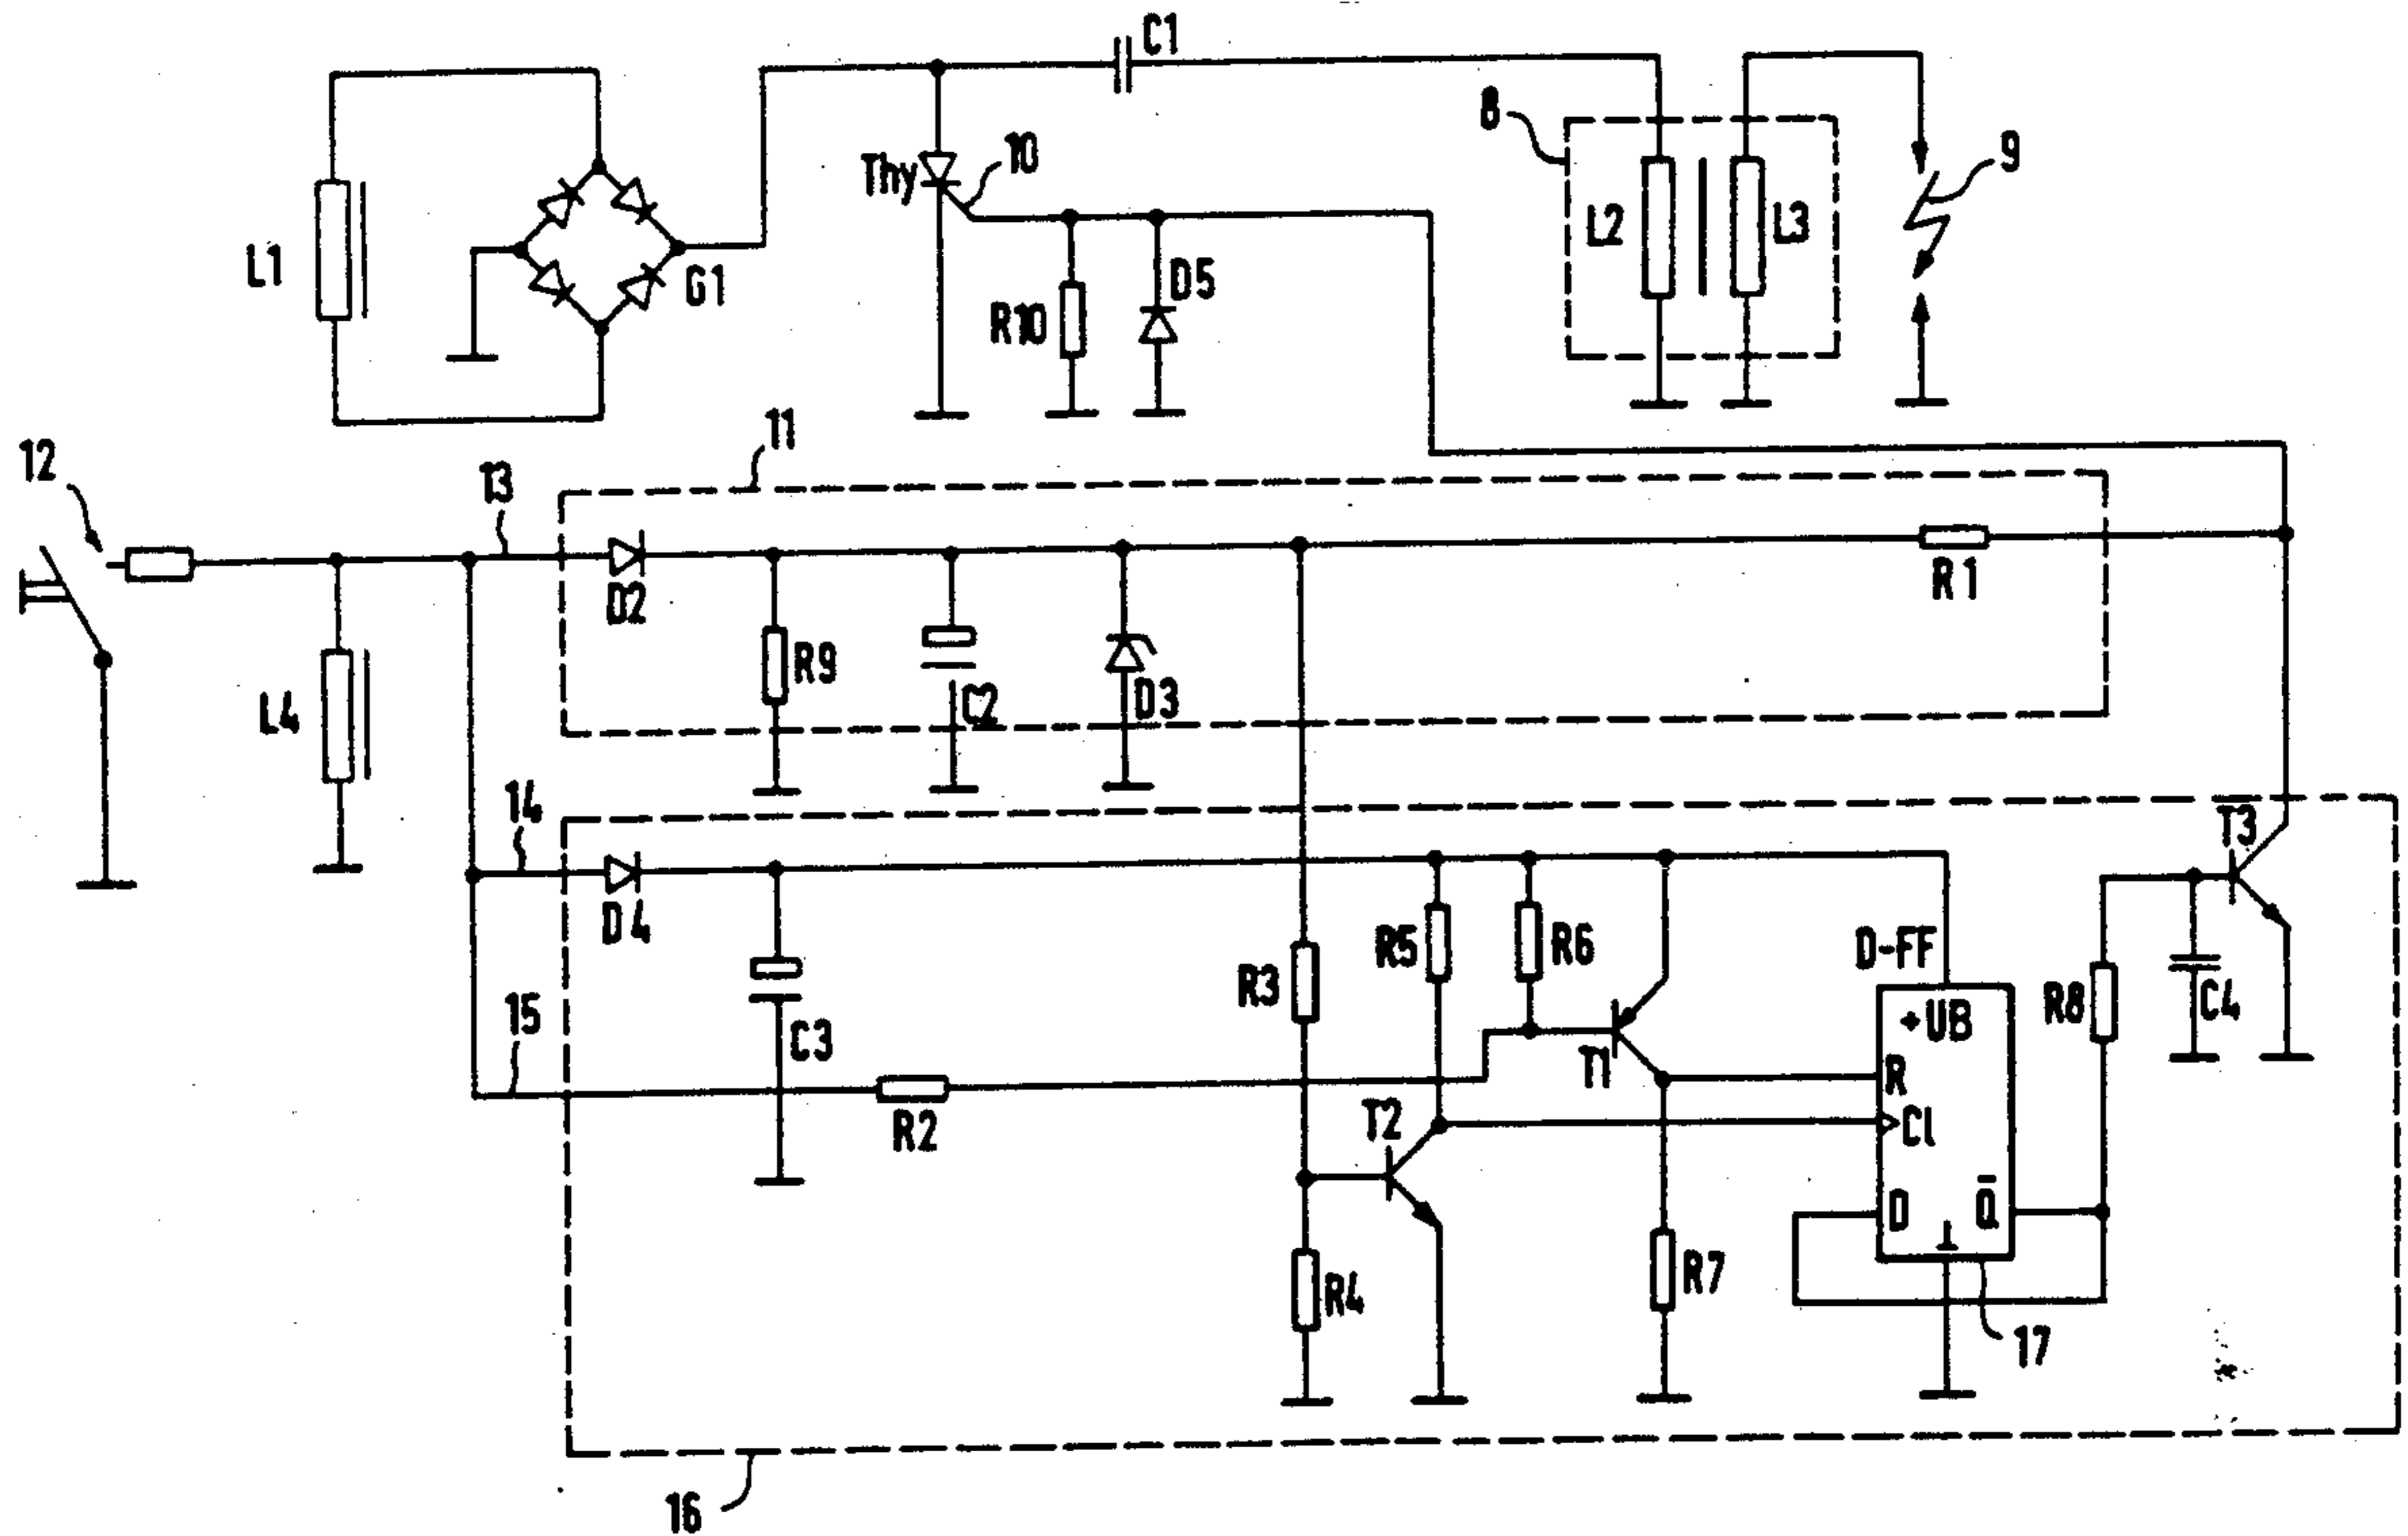 C1
8
9
Thy
10
L1
G1
L2
L3
R10
D5
11
12
13
D2
R9
C2
D3
R1
L4
14
D4
T3
R3
R5
R6
D-FF
+UB
R8
C4
15
C3
R2
T1
R
T2
Cl
D
Q̅
R4
R7
⊥
17
16